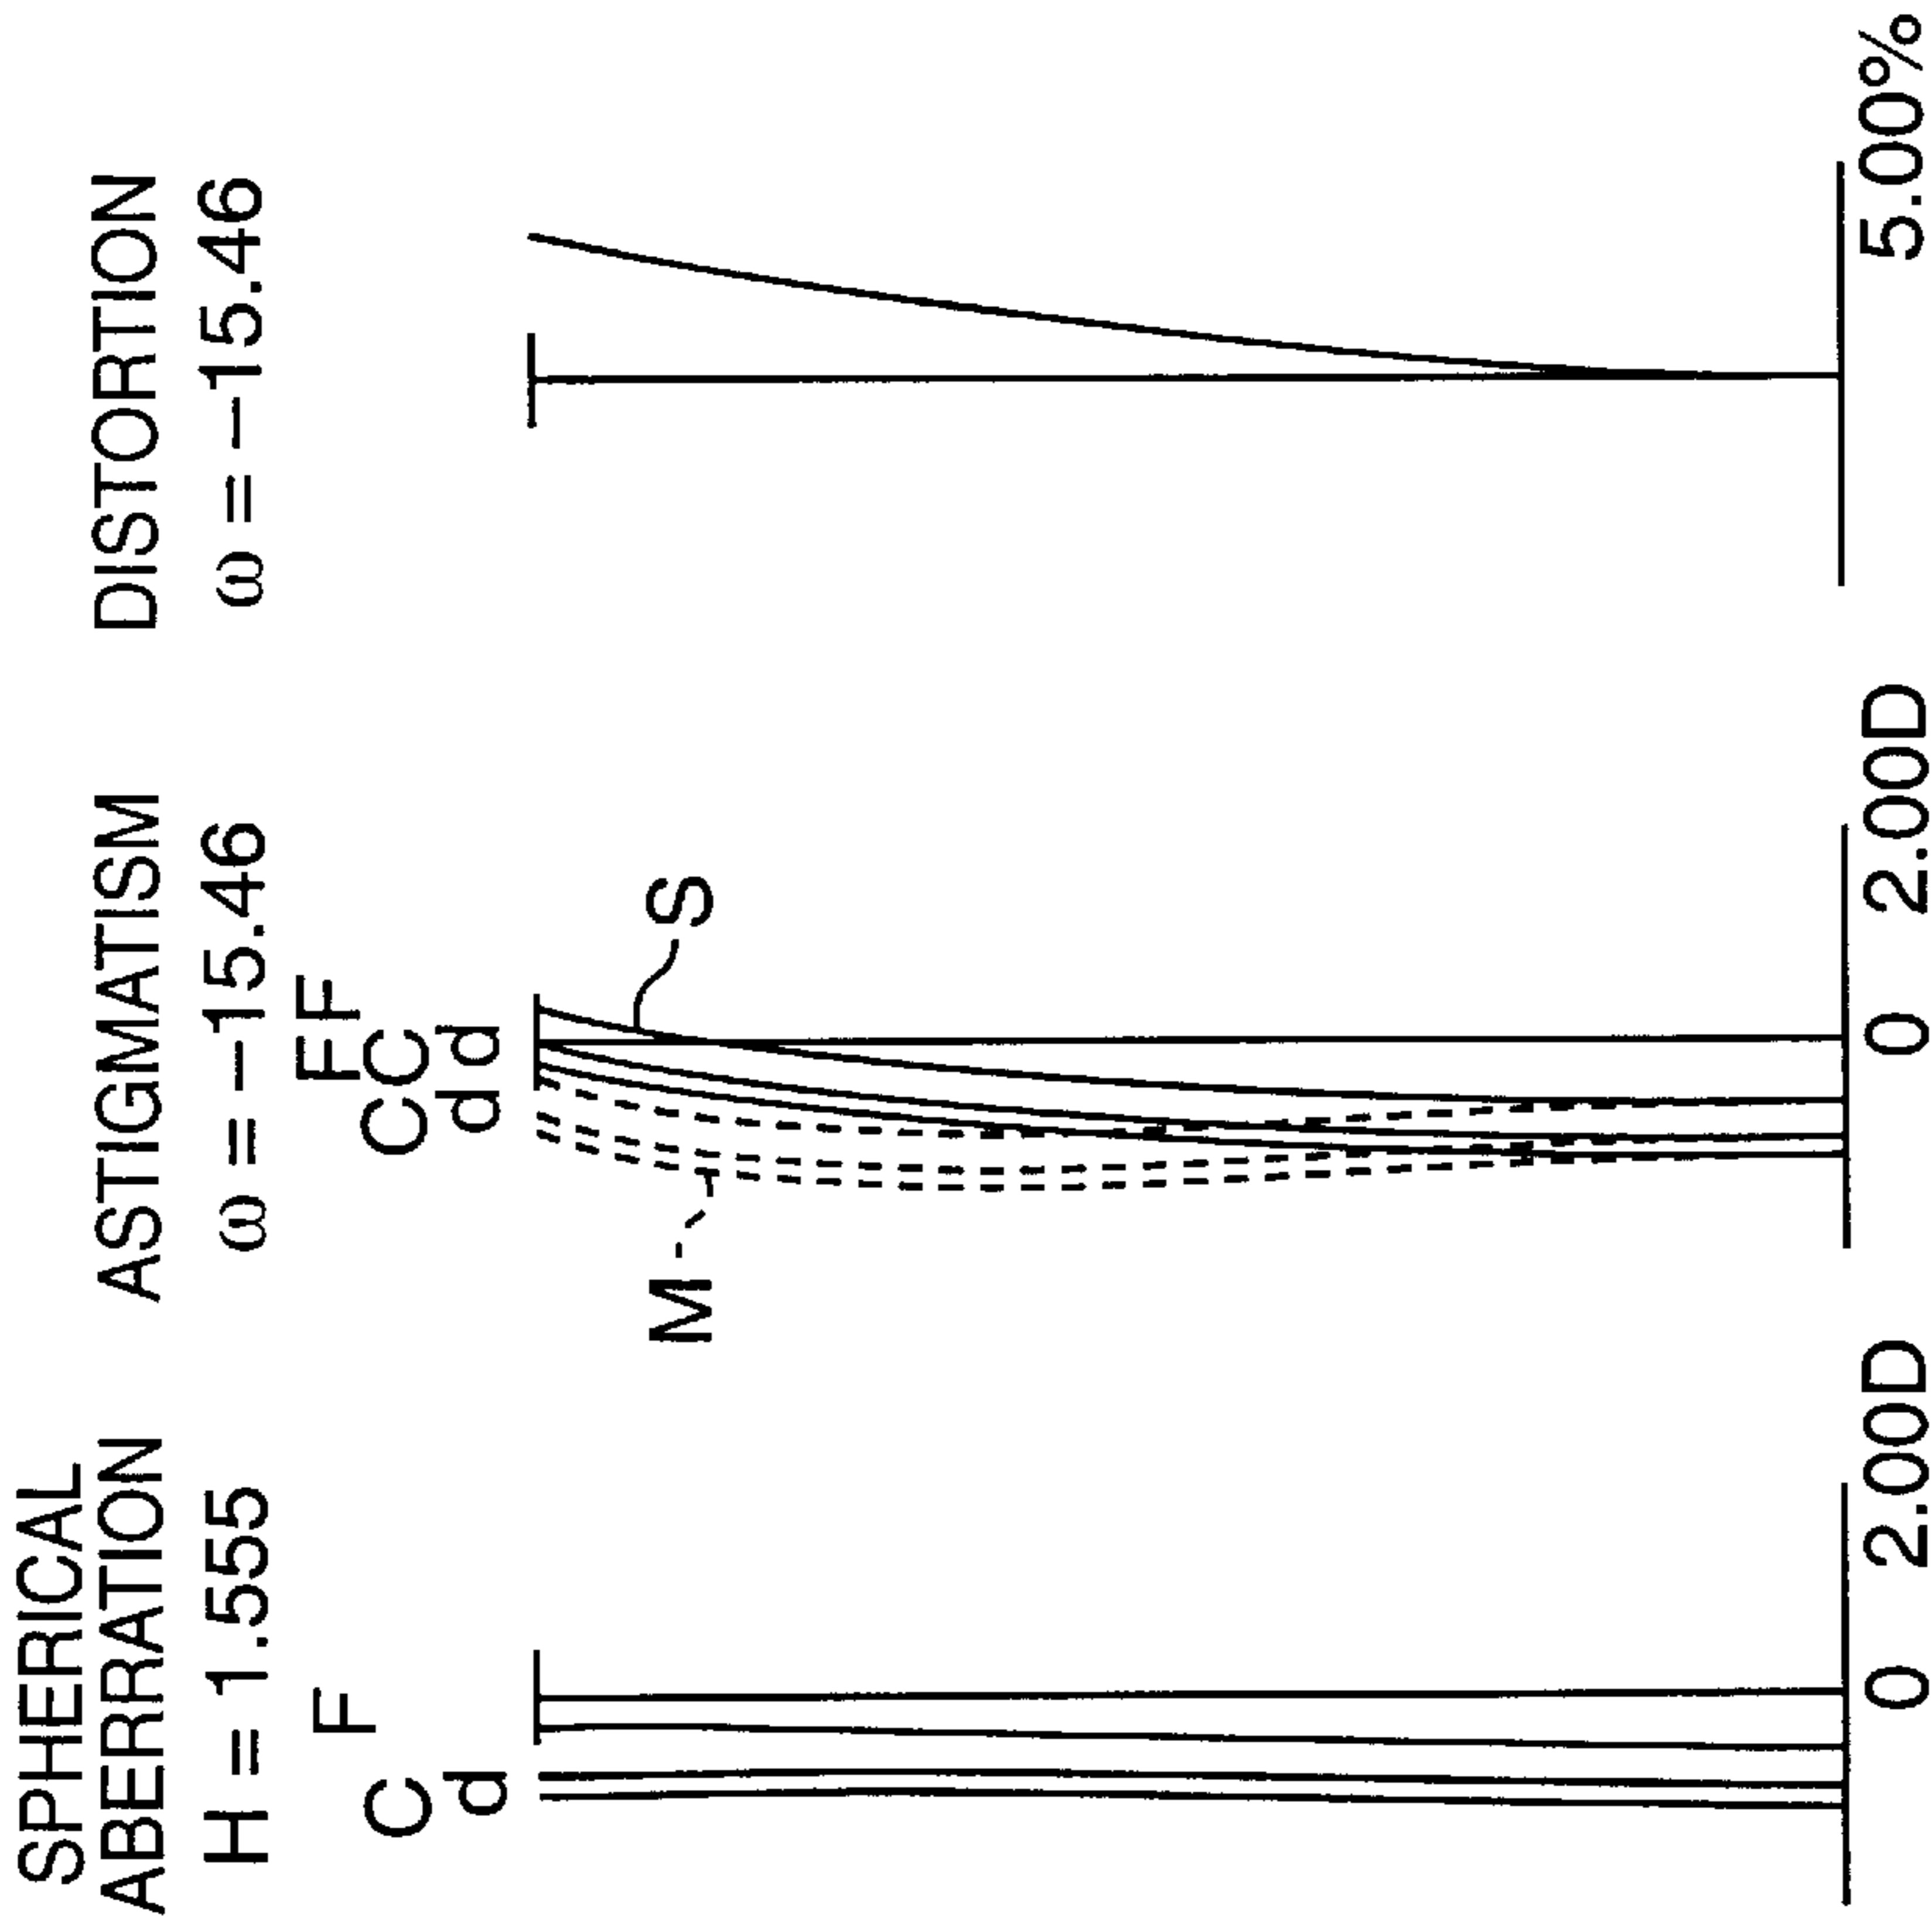 SPHERICAL
ABERRATION
H = 1.555
F
C
d
0 2.00D
ASTIGMATISM
ω = −15.46
FF
CC
dd
M
S
0 2.00D
DISTORTION
ω = −15.46
5.00%